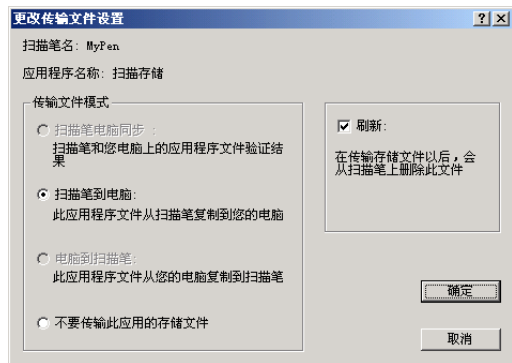 更改传输文件设置
扫描笔名: MyPen
应用程序名称: 扫描存储
传输文件模式
扫描笔电脑同步 :
扫描笔和您电脑上的应用程序文件验证结
果
扫描笔到电脑:
此应用程序文件从扫描笔复制到您的电脑
电脑到扫描笔:
此应用程序文件从您的电脑复制到扫描笔
不要传输此应用的存储文件
刷新:
在传输存储文件以后，会
从扫描笔上删除此文件
确定
取消